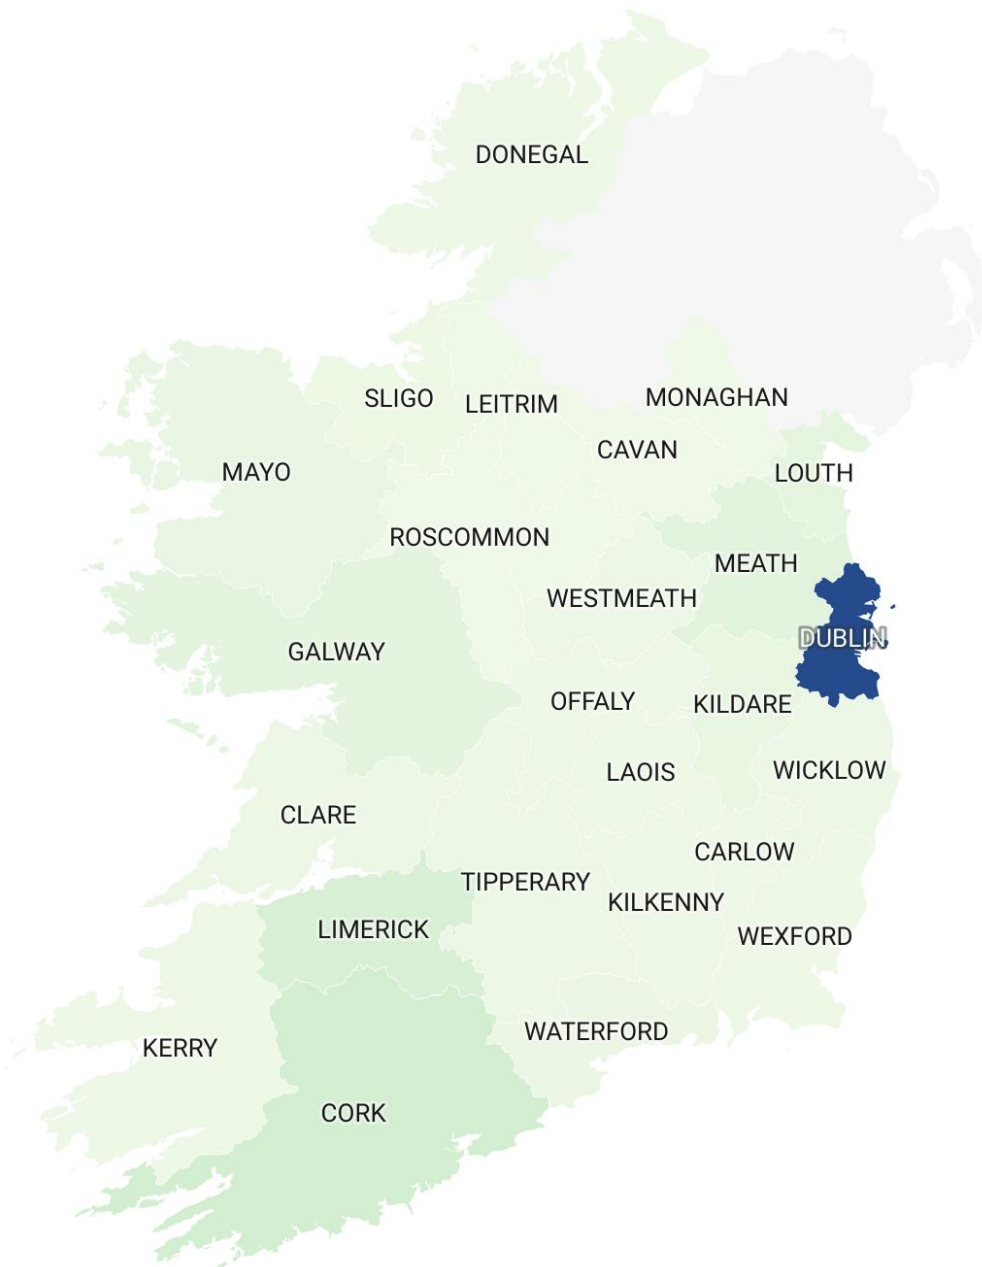 DONEGAL
SLIGO
LEITRIM
MONAGHAN
CAVAN
MAYO
LOUTH
ROSCOMMON
MEATH
WESTMEATH
DUBLIN
GALWAY
OFFALY
KILDARE
LAOIS
WICKLOW
CLARE
CARLOW
TIPPERARY
KILKENNY
LIMERICK
WEXFORD
WATERFORD
KERRY
CORK